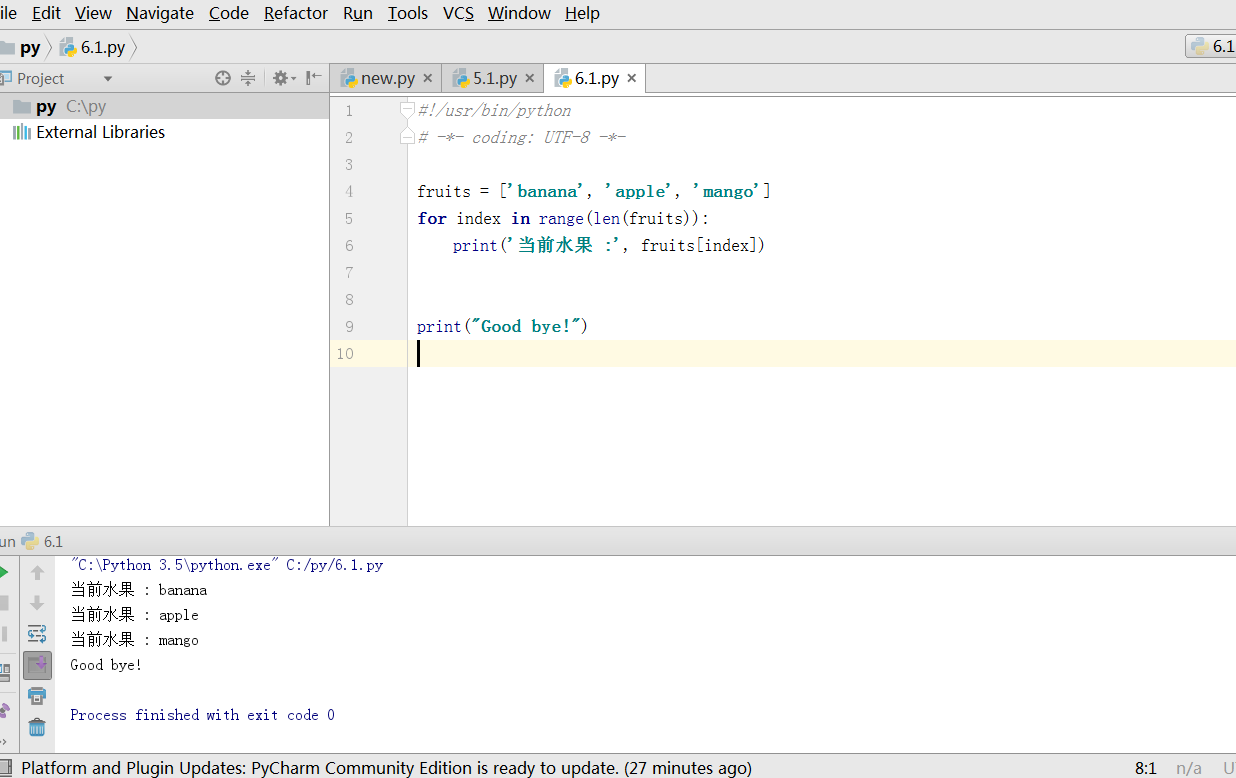 ile Edit View Navigate Code Refactor Run Tools VCS Window Help
py 6.1.py 6.1
Project new.py 5.1.py 6.1.py
py C:\py
External Libraries
1 #!/usr/bin/python
2 # -*- coding: UTF-8 -*-
3
4 fruits = ['banana', 'apple', 'mango']
5 for index in range(len(fruits)):
6 print('当前水果 :', fruits[index])
7
8
9 print("Good bye!")
10
un 6.1
"C:\Python 3.5\python.exe" C:/py/6.1.py
当前水果 : banana
当前水果 : apple
当前水果 : mango
Good bye!
Process finished with exit code 0
Platform and Plugin Updates: PyCharm Community Edition is ready to update. (27 minutes ago) 8:1 n/a U